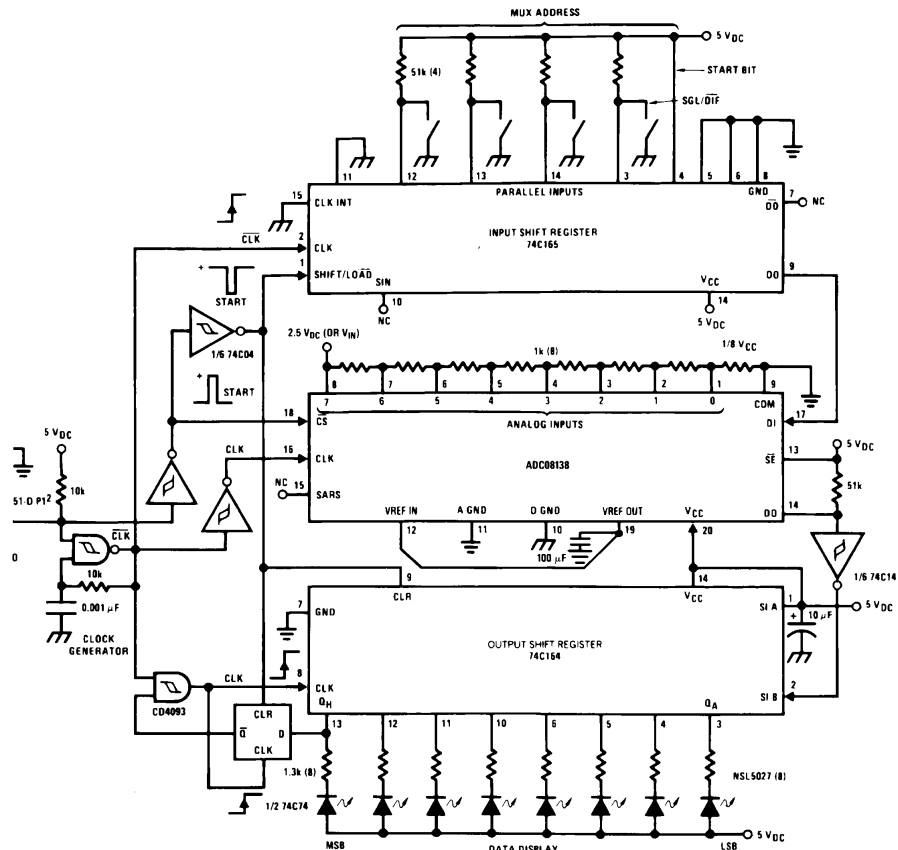 MUX ADDRESS
5 VDC
51k (4)
START BIT
SGL/DIF
11
12
13
14
3
4
5
6
8
GND
15
CLK INT
PARALLEL INPUTS
7
DO
NC
INPUT SHIFT REGISTER
74C165
CLK
2
CLK
1
SHIFT/LOAD
SIN
VCC
DO
9
+
START
10
NC
14
5 VDC
1/6 74C04
2.5 VDC (OR VIN)
1k (8)
1/8 VCC
START
8
7
6
5
4
3
2
1
9
7
6
5
4
3
2
1
0
COM
18
CS
ANALOG INPUTS
DI
17
5 VDC
CLK
16
CLK
ADC08138
SE
13
5 VDC
10k
51k
NC
15
SARS
DO
14
51-D P1²
VREF IN
A GND
D GND
VREF OUT
VCC
CLK
12
11
10
19
20
100 µF
10k
1/6 74C14
9
14
CLR
VCC
0.001 µF
7
GND
SI A
1
5 VDC
+
10 µF
CLOCK
GENERATOR
OUTPUT SHIFT REGISTER
74C164
CLK
8
CLK
SI B
2
QH
QA
CD4093
CLR
Q
D
CLK
13
12
11
10
6
5
4
3
1.3k (8)
NSL5027 (8)
1/2 74C74
5 VDC
MSB
DATA DISPLAY
LSB